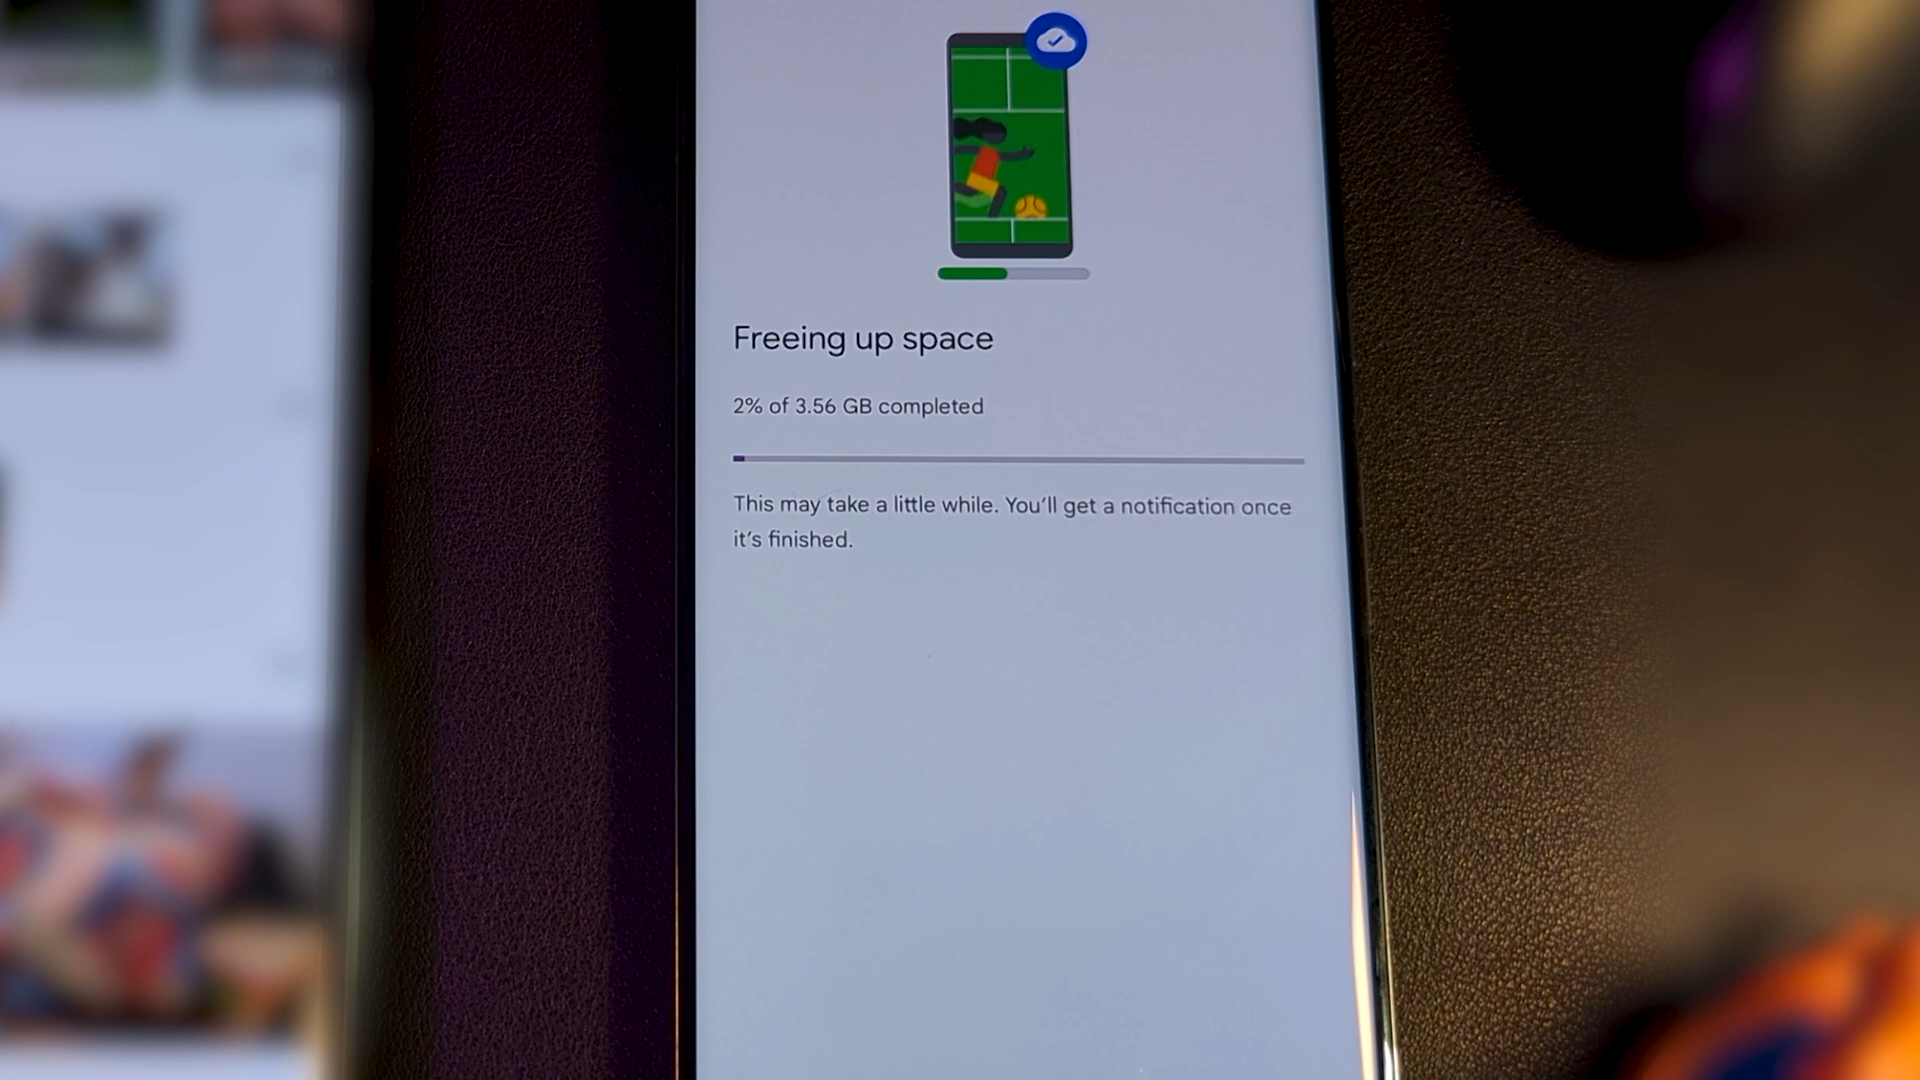 Freeing up space
2% of 3.56 GB completed
This may take a little while. You'll get a notification once
it's finished.